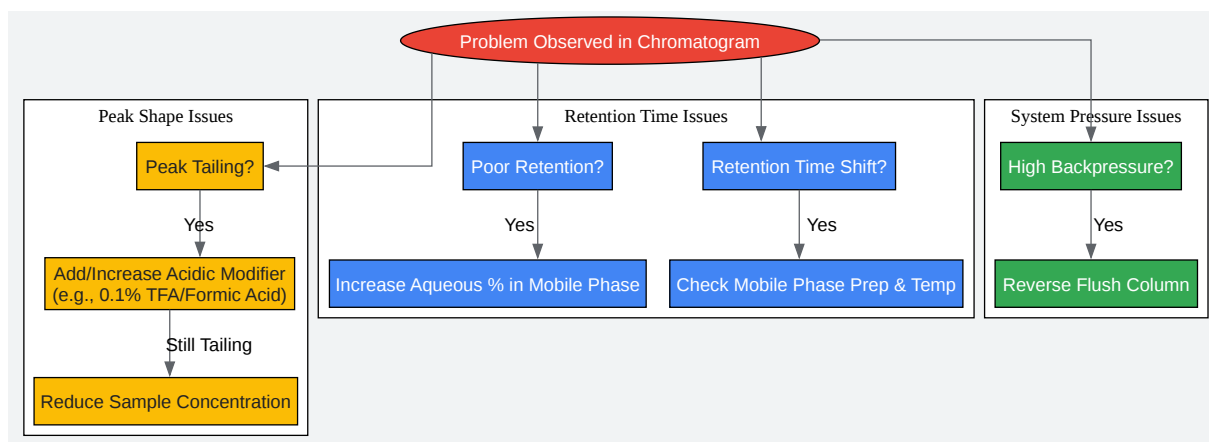 Problem Observed in Chromatogram
Peak Shape Issues
Retention Time Issues
System Pressure Issues
Peak Tailing?
Poor Retention?
Retention Time Shift?
High Backpressure?
Yes
Yes
Yes
Yes
Add/Increase Acidic Modifier
(e.g., 0.1% TFA/Formic Acid)
Increase Aqueous % in Mobile Phase
Check Mobile Phase Prep & Temp
Reverse Flush Column
Still Tailing
Reduce Sample Concentration